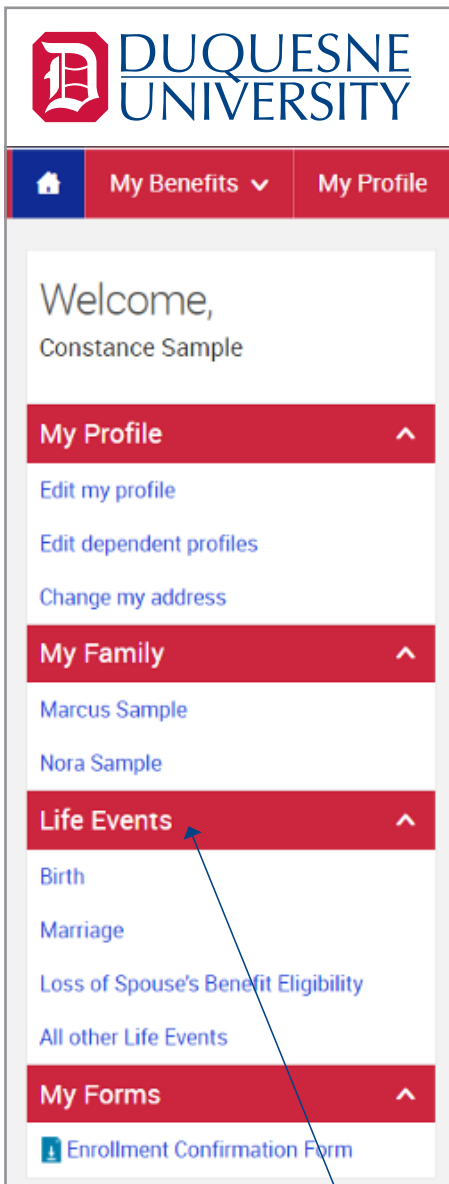 D DUQUESNE
UNIVERSITY
My Benefits My Profile
Welcome,
Constance Sample
My Profile
Edit my profile
Edit dependent profiles
Change my address
My Family
Marcus Sample
Nora Sample
Life Events
Birth
Marriage
Loss of Spouse's Benefit Eligibility
All other Life Events
My Forms
Enrollment Confirmation Form